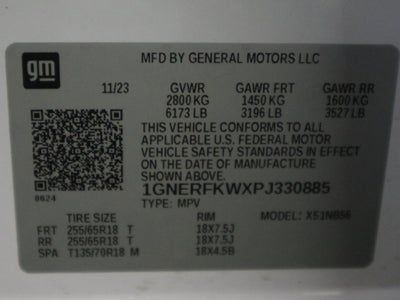 gm
MFD BY GENERAL MOTORS LLC
11/23 GVWR GAWR FRT GAWR RR
2800 KG 1450 KG 1600 KG
6173 LB 3196 LB 3527 LB
THIS VEHICLE CONFORMS TO ALL
APPLICABLE U.S. FEDERAL MOTOR
VEHICLE SAFETY STANDARDS IN EFFECT
ON THE DATE OF MANUFACTURE
SHOWN ABOVE.
0624 1GNERFKWXPJ330885
TYPE: MPV MODEL: X51NB56
TIRE SIZE RIM
FRT 255/65R18 T 18X7.5J
RR 255/65R18 T 18X7.5J
SPA T135/70R18 M 18X4.5B